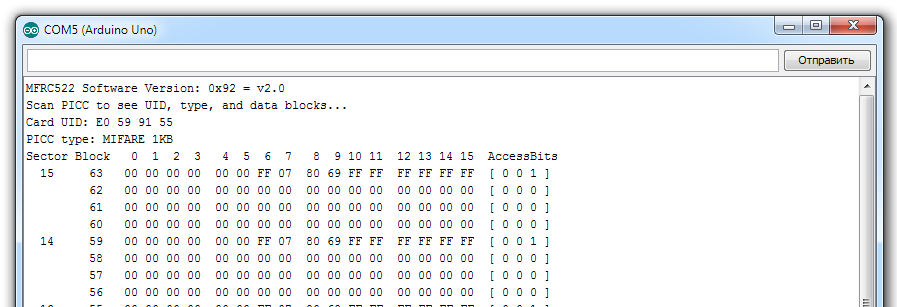 COM5 (Arduino Uno)
Отправить
MFRC522 Software Version: 0x92 = v2.0
Scan PICC to see UID, type, and data blocks...
Card UID: E0 59 91 55
PICC type: MIFARE 1KB
Sector Block 0 1 2 3 4 5 6 7 8 9 10 11 12 13 14 15 AccessBits
15 63 00 00 00 00 00 00 FF 07 80 69 FF FF FF FF FF FF [ 0 0 1 ]
62 00 00 00 00 00 00 00 00 00 00 00 00 00 00 00 00 [ 0 0 0 ]
61 00 00 00 00 00 00 00 00 00 00 00 00 00 00 00 00 [ 0 0 0 ]
60 00 00 00 00 00 00 00 00 00 00 00 00 00 00 00 00 [ 0 0 0 ]
14 59 00 00 00 00 00 00 FF 07 80 69 FF FF FF FF FF FF [ 0 0 1 ]
58 00 00 00 00 00 00 00 00 00 00 00 00 00 00 00 00 [ 0 0 0 ]
57 00 00 00 00 00 00 00 00 00 00 00 00 00 00 00 00 [ 0 0 0 ]
56 00 00 00 00 00 00 00 00 00 00 00 00 00 00 00 00 [ 0 0 0 ]